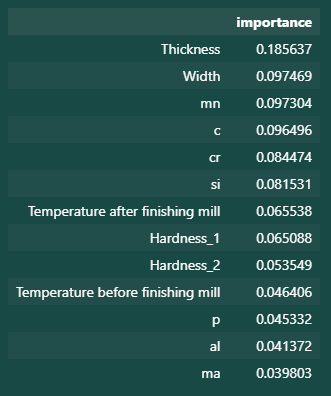 importance
Thickness 0.185637
Width 0.097469
mn 0.097304
c 0.096496
cr 0.084474
si 0.081531
Temperature after finishing mill 0.065538
Hardness_1 0.065088
Hardness_2 0.053549
Temperature before finishing mill 0.046406
p 0.045332
al 0.041372
ma 0.039803